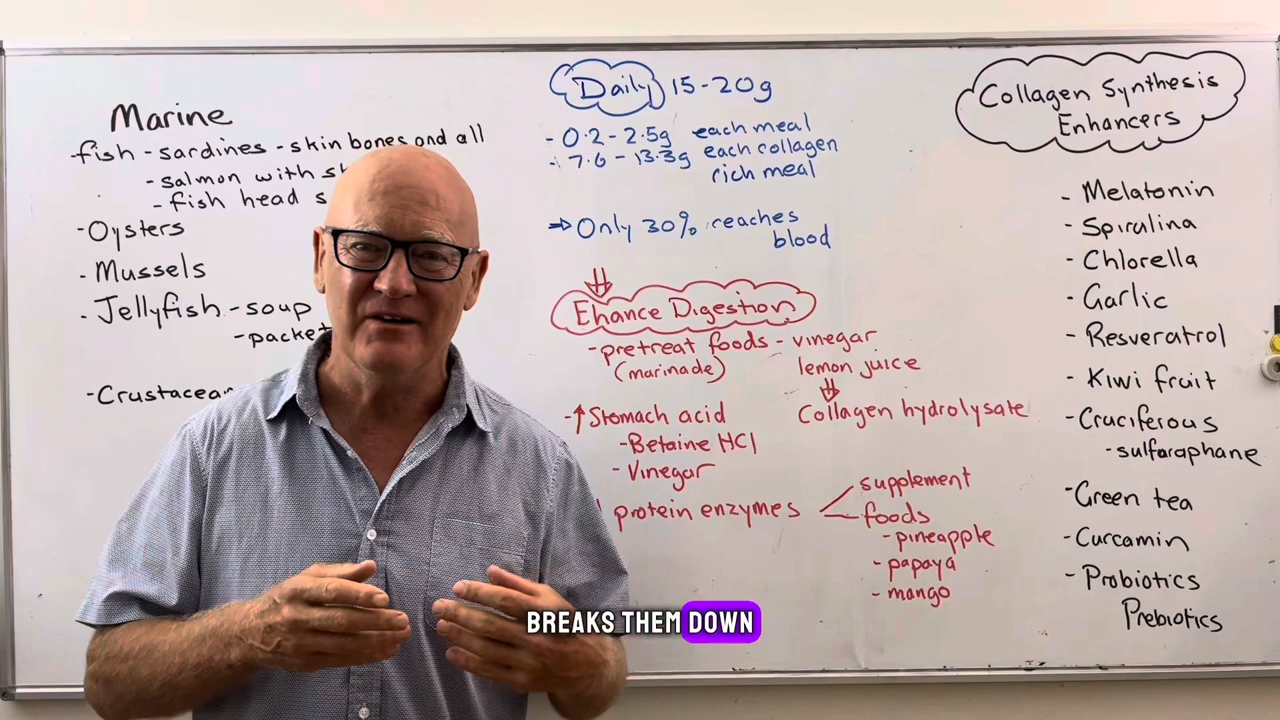 Marine
-fish - sardines - skin bones and all
- salmon with
- fish head
- Oysters
- Mussels
- Jellyfish - soup
- packet
- Crustacean
Daily 15-20g
- 0.2 - 2.5g each meal
- 7.6 - 13.3g each collagen
rich meal
⇒ Only 30% reaches
blood
⇓
Ehance Digestion
- pretreat foods - vinegar
(marinade) lemon juice
⇓
Collagen hydrolysate
- ↑ Stomach acid
- Betaine HCl
- Vinegar
protein enzymes
supplement
foods
- pineapple
- papaya
- mango
Collagen Synthesis
Enhancers
- Melatonin
- Spirulina
- Chlorella
- Garlic
- Resveratrol
- Kiwi fruit
- Cruciferous
- sulfaraphane
- Green tea
- Curcamin
- Probiotics
Prebiotics
BREAKS THEM DOWN